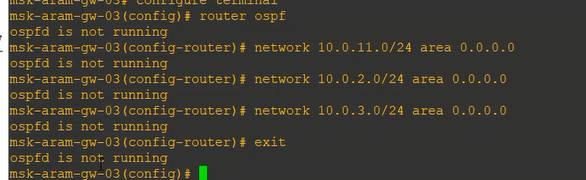 msk-aram-gw-03# configure terminal
msk-aram-gw-03(config)# router ospf
ospfd is not running
msk-aram-gw-03(config-router)# network 10.0.11.0/24 area 0.0.0.0
ospfd is not running
msk-aram-gw-03(config-router)# network 10.0.2.0/24 area 0.0.0.0
ospfd is not running
msk-aram-gw-03(config-router)# network 10.0.3.0/24 area 0.0.0.0
ospfd is not running
msk-aram-gw-03(config-router)# exit
ospfd is not running
msk-aram-gw-03(config)#